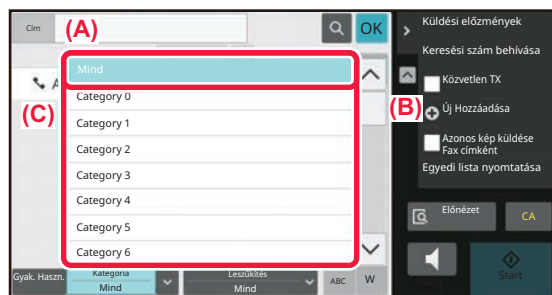 Cím
(A)
OK
Küldési előzmények
Keresési szám behívása
Mind
A
(C)
(B)
Közvetlen TX
Category 0
Új Hozzáadása
Category 1
Category 2
Azonos kép küldése
Fax címként
Category 3
Egyedi lista nyomtatása
Category 4
Category 5
Előnézet
CA
Category 6
Gyak. Haszn.
Kategória
Mind
Leszűkítés
Mind
ABC
W
Start